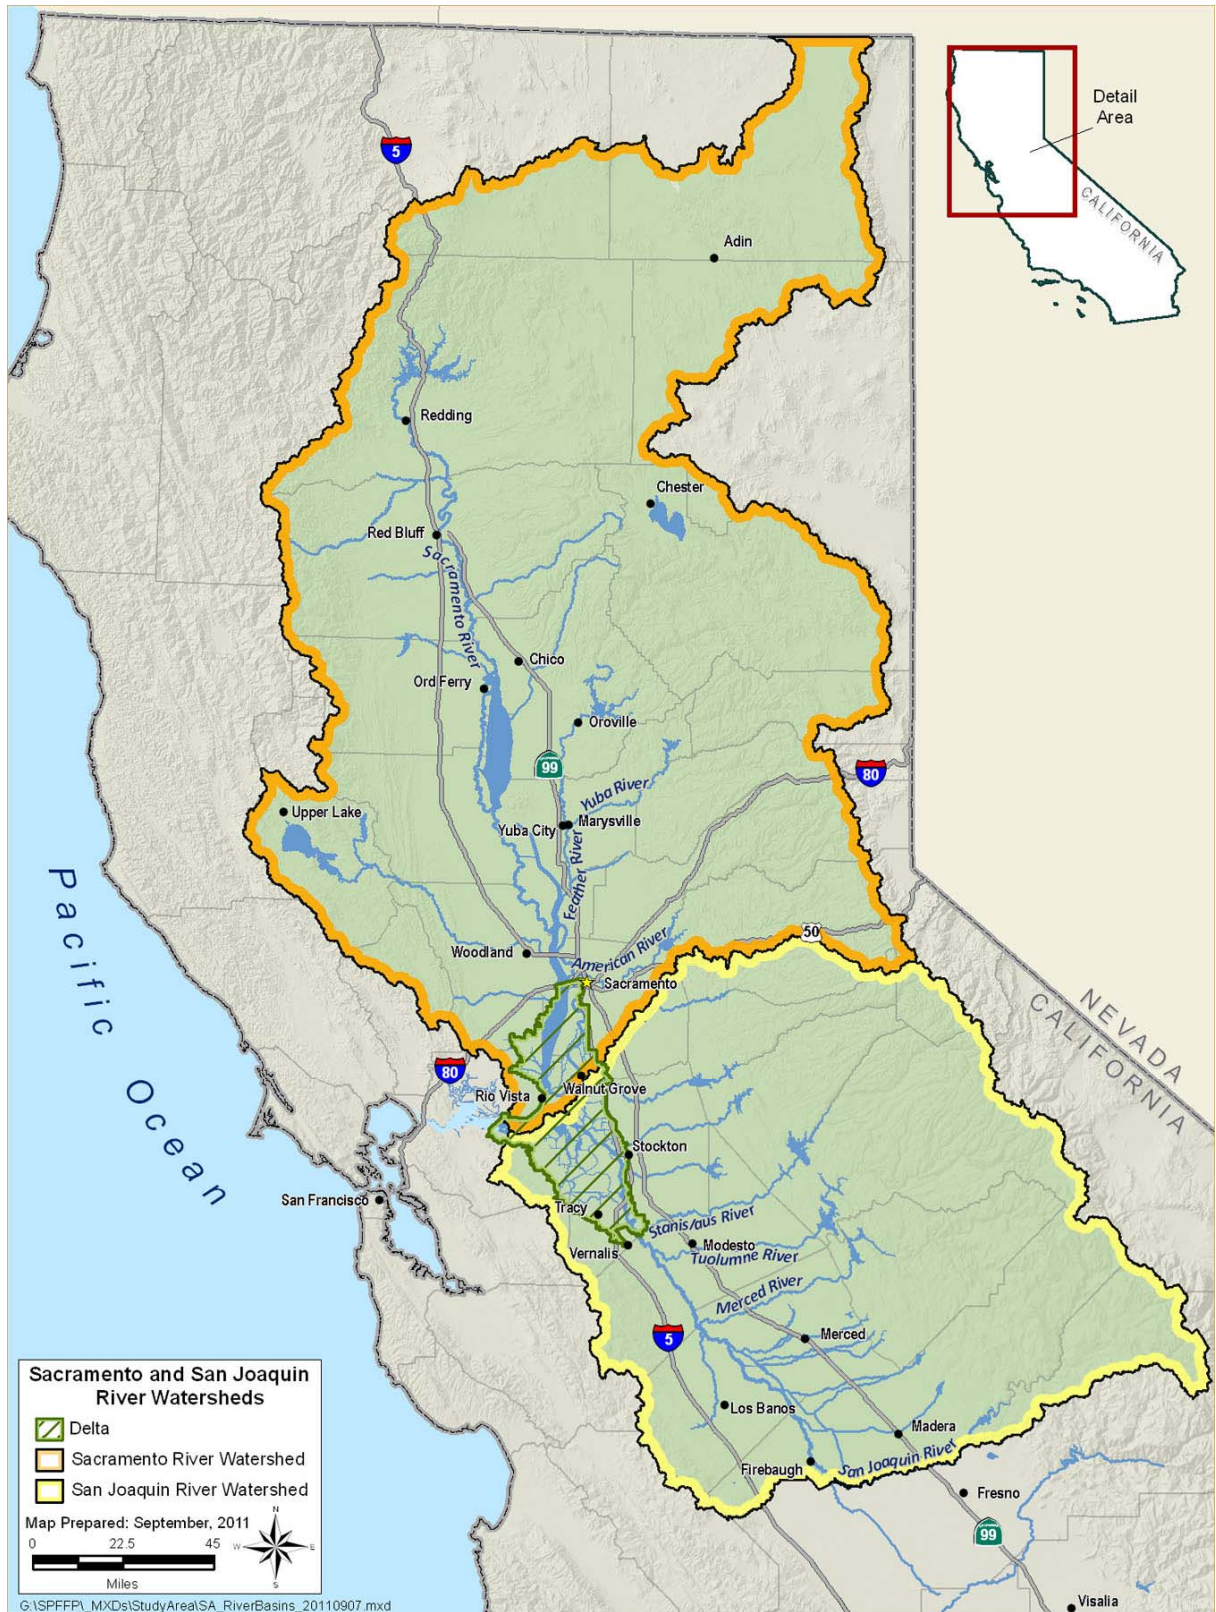 5
Detail
Area
CALIFORNIA
Adin
Redding
Chester
Red Bluff
Sacramento River
Chico
Ord Ferry
Oroville
99
80
Yuba River
Upper Lake
Marysville
Yuba City
Feather River
Pacific Ocean
50
Woodland
American River
Sacramento
NEVADA
CALIFORNIA
80
Walnut Grove
Rio Vista
Stockton
San Francisco
Tracy
Stanis/aus River
Vernalis
Modesto
Tuolumne River
Merced River
5
Merced
Los Banos
Madera
San Joaquin River
Firebaugh
Fresno
99
Visalia
Sacramento and San Joaquin
River Watersheds
Delta
Sacramento River Watershed
San Joaquin River Watershed
Map Prepared: September, 2011
N
W
E
S
0 22.5 45
Miles
G:\SPFFP\_MXDs\StudyArea\SA_RiverBasins_20110907.mxd